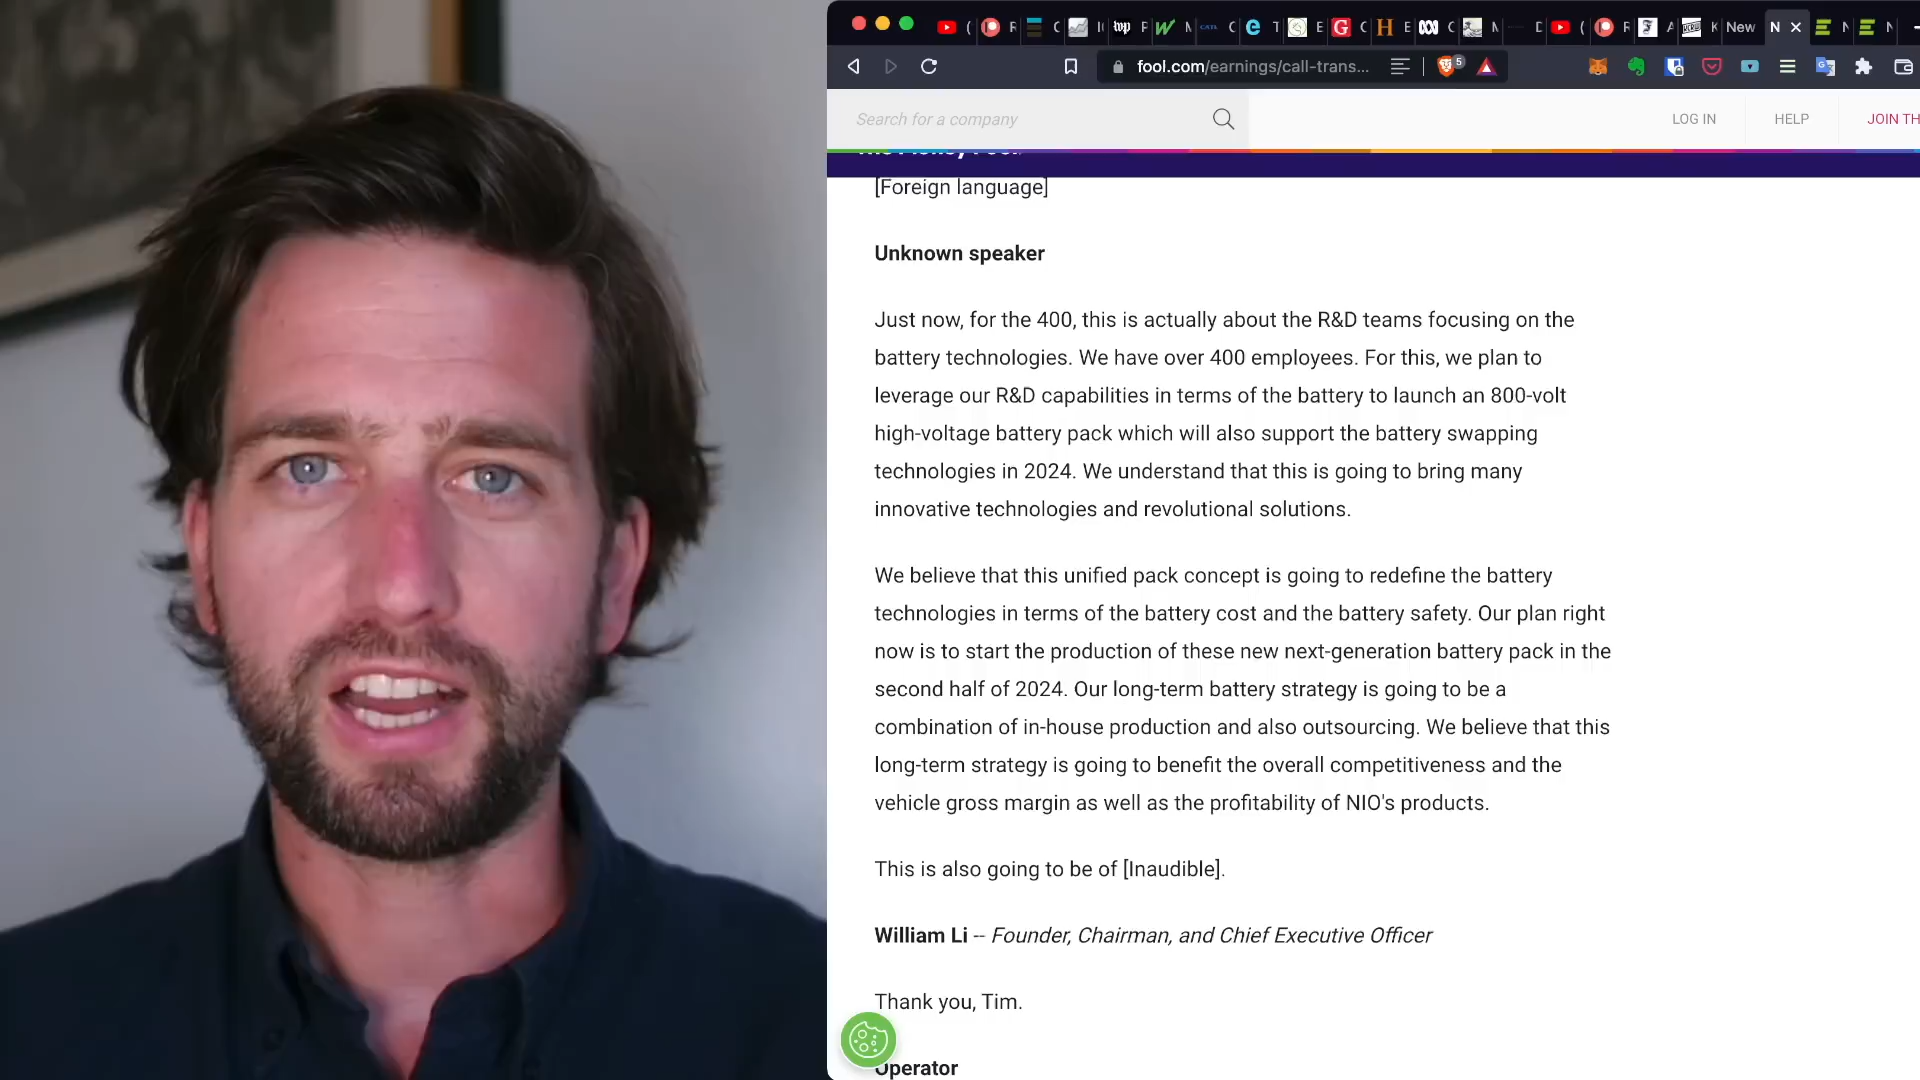 New
N
fool.com/earnings/call-trans...
5
Search for a company
LOG IN
HELP
JOIN TH
[Foreign language]
Unknown speaker
Just now, for the 400, this is actually about the R&D teams focusing on the
battery technologies. We have over 400 employees. For this, we plan to
leverage our R&D capabilities in terms of the battery to launch an 800-volt
high-voltage battery pack which will also support the battery swapping
technologies in 2024. We understand that this is going to bring many
innovative technologies and revolutional solutions.
We believe that this unified pack concept is going to redefine the battery
technologies in terms of the battery cost and the battery safety. Our plan right
now is to start the production of these new next-generation battery pack in the
second half of 2024. Our long-term battery strategy is going to be a
combination of in-house production and also outsourcing. We believe that this
long-term strategy is going to benefit the overall competitiveness and the
vehicle gross margin as well as the profitability of NIO's products.
This is also going to be of [Inaudible].
William Li -- Founder, Chairman, and Chief Executive Officer
Thank you, Tim.
Operator